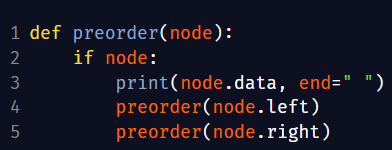 1 def preorder(node):
2     if node:
3         print(node.data, end=" ")
4         preorder(node.left)
5         preorder(node.right)